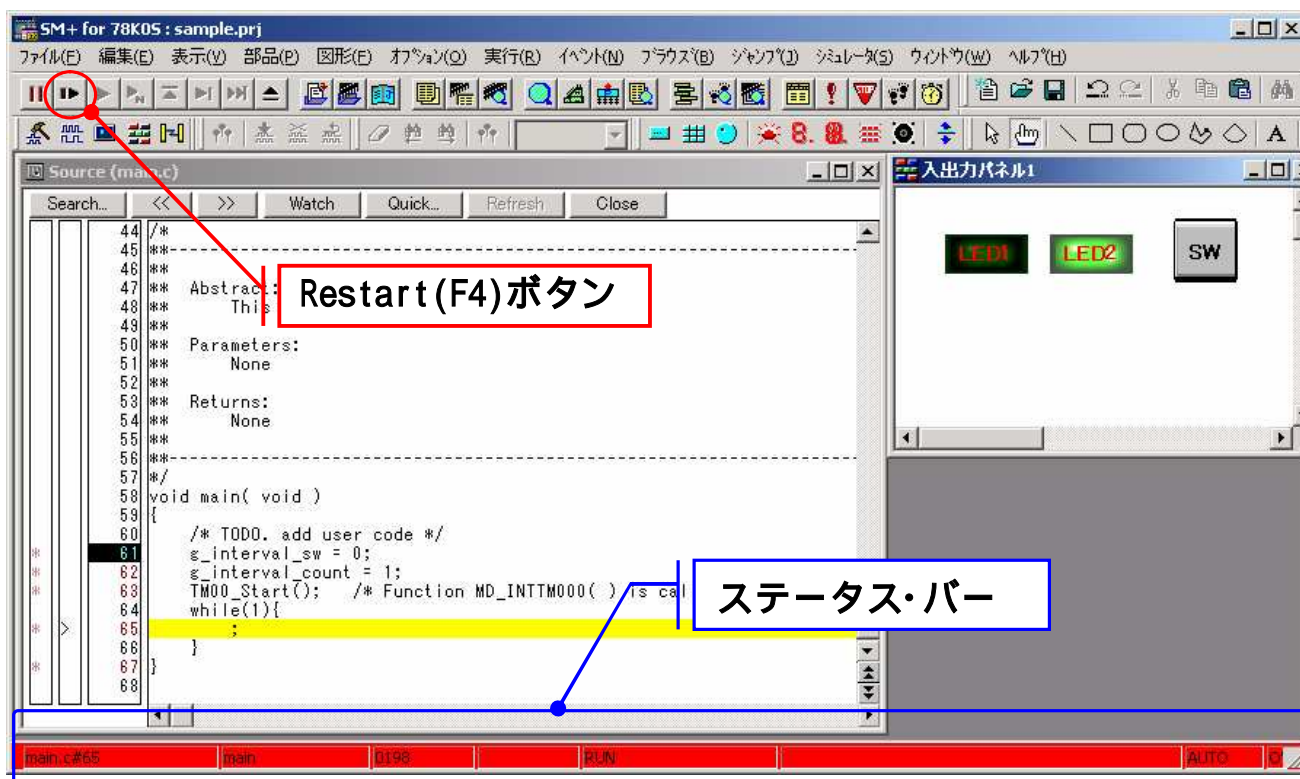 SM+ for 78K0S : sample.prj
ファイル(F) 編集(E) 表示(V) 部品(P) 図形(F) オプション(O) 実行(R) イベント(N) ブラウズ(B) ジャンプ(J) シミュレータ(S) ウィンドウ(W) ヘルプ(H)
Source (main.c)
入出力パネル1
Search... << >> Watch Quick... Refresh Close
LED1 LED2 SW
44 /*
45 **--------------------------------------------------------------
46 **
47 ** Abstract:
48 ** This
49 **
50 ** Parameters:
51 ** None
52 **
53 ** Returns:
54 ** None
55 **
56 **--------------------------------------------------------------
57 */
58 void main( void )
59 {
60 /* TODO. add user code */
61 g_interval_sw = 0;
62 g_interval_count = 1;
63 TM00_Start(); /* Function MD_INTTM000( ) is cal
64 while(1){
65 ;
66 }
67 }
68
Restart(F4)ボタン
ステータス・バー
main.c#65 main 0198 RUN AUTO